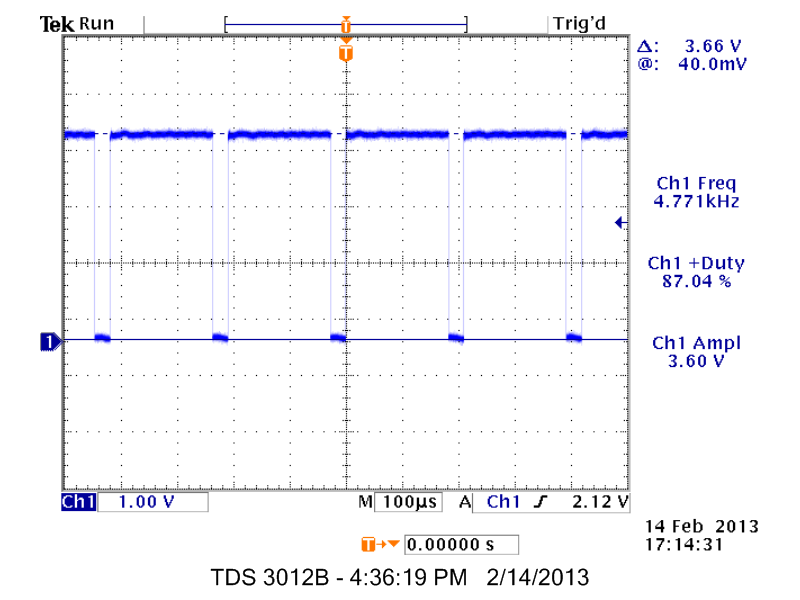 Tek Run Trig'd
T
T
Δ: 3.66 V
@: 40.0mV
Ch1 Freq
4.771kHz
Ch1 +Duty
87.04 %
1
Ch1 Ampl
3.60 V
Ch1 1.00 V M 100µs A Ch1 ∫ 2.12 V
14 Feb 2013
17:14:31
T 0.00000 s
TDS 3012B - 4:36:19 PM 2/14/2013